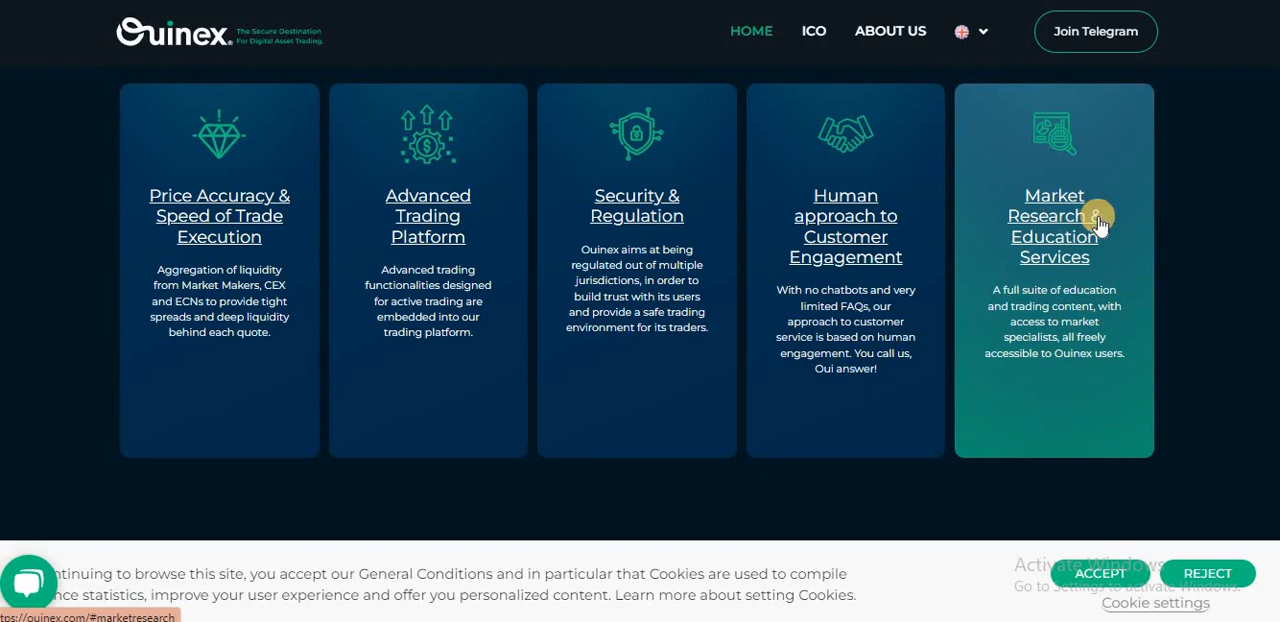 Ouinex® The Secure Destination
For Digital Asset Trading.
HOME
ICO
ABOUT US
Join Telegram
Price Accuracy &
Speed of Trade
Execution
Aggregation of liquidity
from Market Makers, CEX
and ECNs to provide tight
spreads and deep liquidity
behind each quote.
Advanced
Trading
Platform
Advanced trading
functionalities designed
for active trading are
embedded into our
trading platform.
Security &
Regulation
Ouinex aims at being
regulated out of multiple
jurisdictions, in order to
build trust with its users
and provide a safe trading
environment for its traders.
Human
approach to
Customer
Engagement
With no chatbots and very
limited FAQs, our
approach to customer
service is based on human
engagement. You call us,
Oui answer!
Market
Research &
Education
Services
A full suite of education
and trading content, with
access to market
specialists, all freely
accessible to Ouinex users.
ntinuing to browse this site, you accept our General Conditions and in particular that Cookies are used to compile
nce statistics, improve your user experience and offer you personalized content. Learn more about setting Cookies.
ACCEPT
REJECT
Cookie settings
Activate Windows
Go to Settings to activate Windows.
tps://ouinex.com/#marketresearch